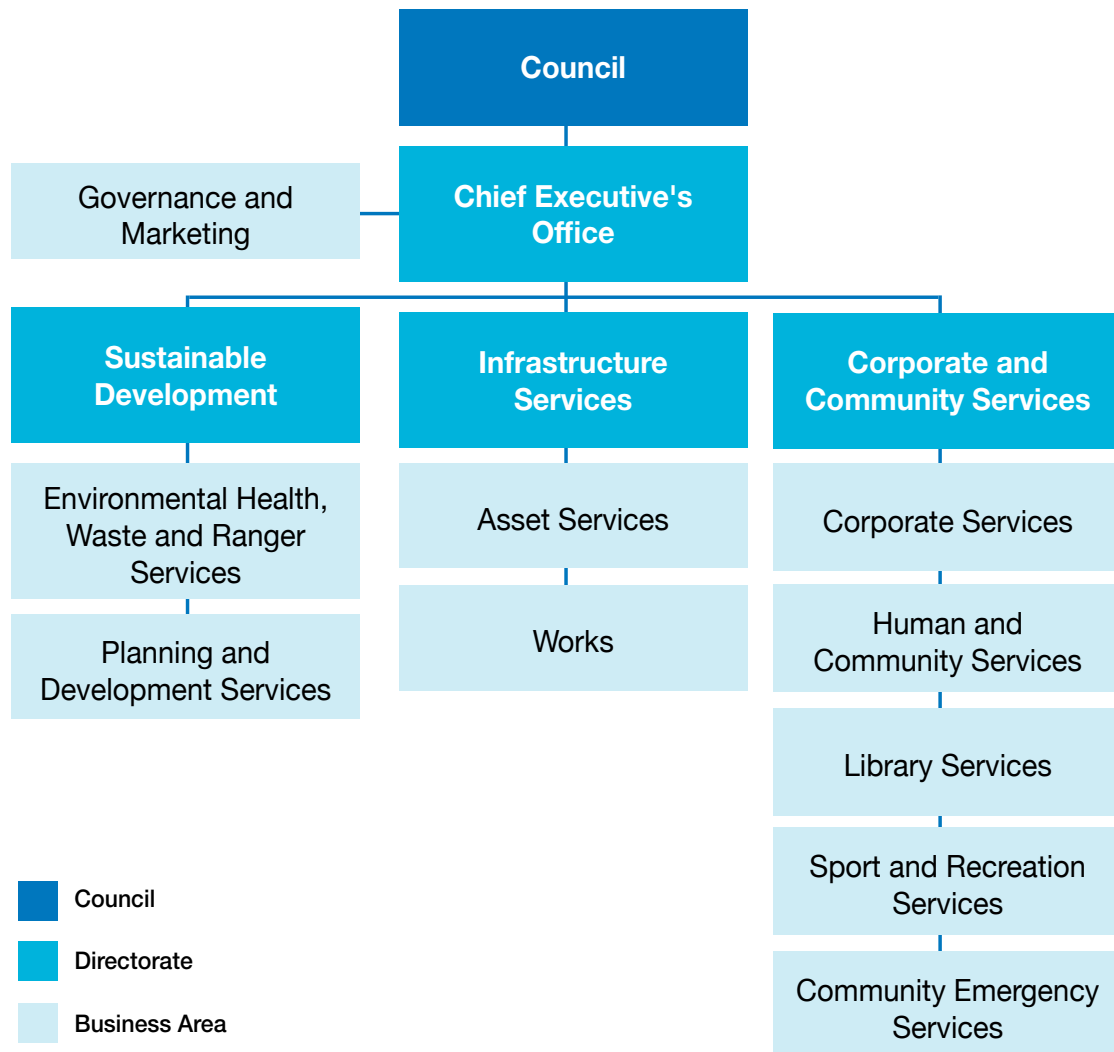 Council
Governance and
Marketing
Chief Executive's
Office
Sustainable
Development
Infrastructure
Services
Corporate and
Community Services
Environmental Health,
Waste and Ranger
Services
Planning and
Development Services
Asset Services
Works
Corporate Services
Human and
Community Services
Library Services
Sport and Recreation
Services
Community Emergency
Services
Council
Directorate
Business Area